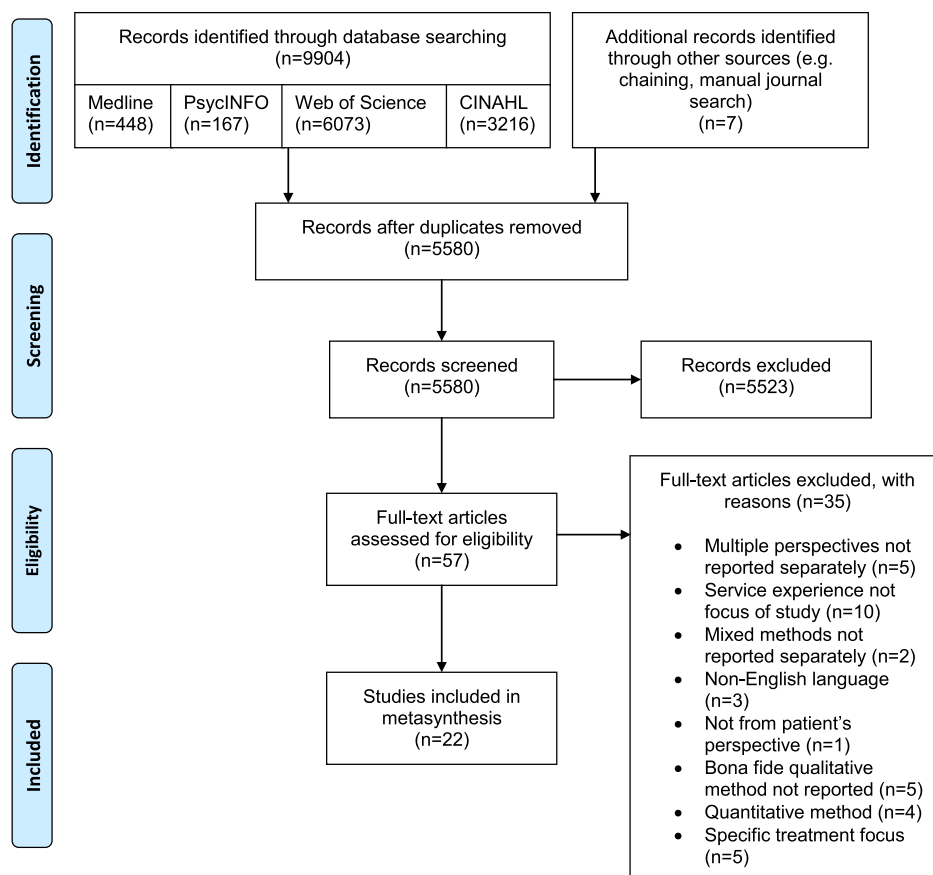 Identification
Records identified through database searching
(n=9904)
Medline
(n=448)
PsycINFO
(n=167)
Web of Science
(n=6073)
CINAHL
(n=3216)
Additional records identified
through other sources (e.g.
chaining, manual journal
search)
(n=7)
Records after duplicates removed
(n=5580)
Screening
Records screened
(n=5580)
Records excluded
(n=5523)
Eligibility
Full-text articles
assessed for eligibility
(n=57)
Full-text articles excluded, with
reasons (n=35)
• Multiple perspectives not
reported separately (n=5)
• Service experience not
focus of study (n=10)
• Mixed methods not
reported separately (n=2)
• Non-English language
(n=3)
• Not from patient's
perspective (n=1)
• Bona fide qualitative
method not reported (n=5)
• Quantitative method (n=4)
• Specific treatment focus
(n=5)
Included
Studies included in
metasynthesis
(n=22)